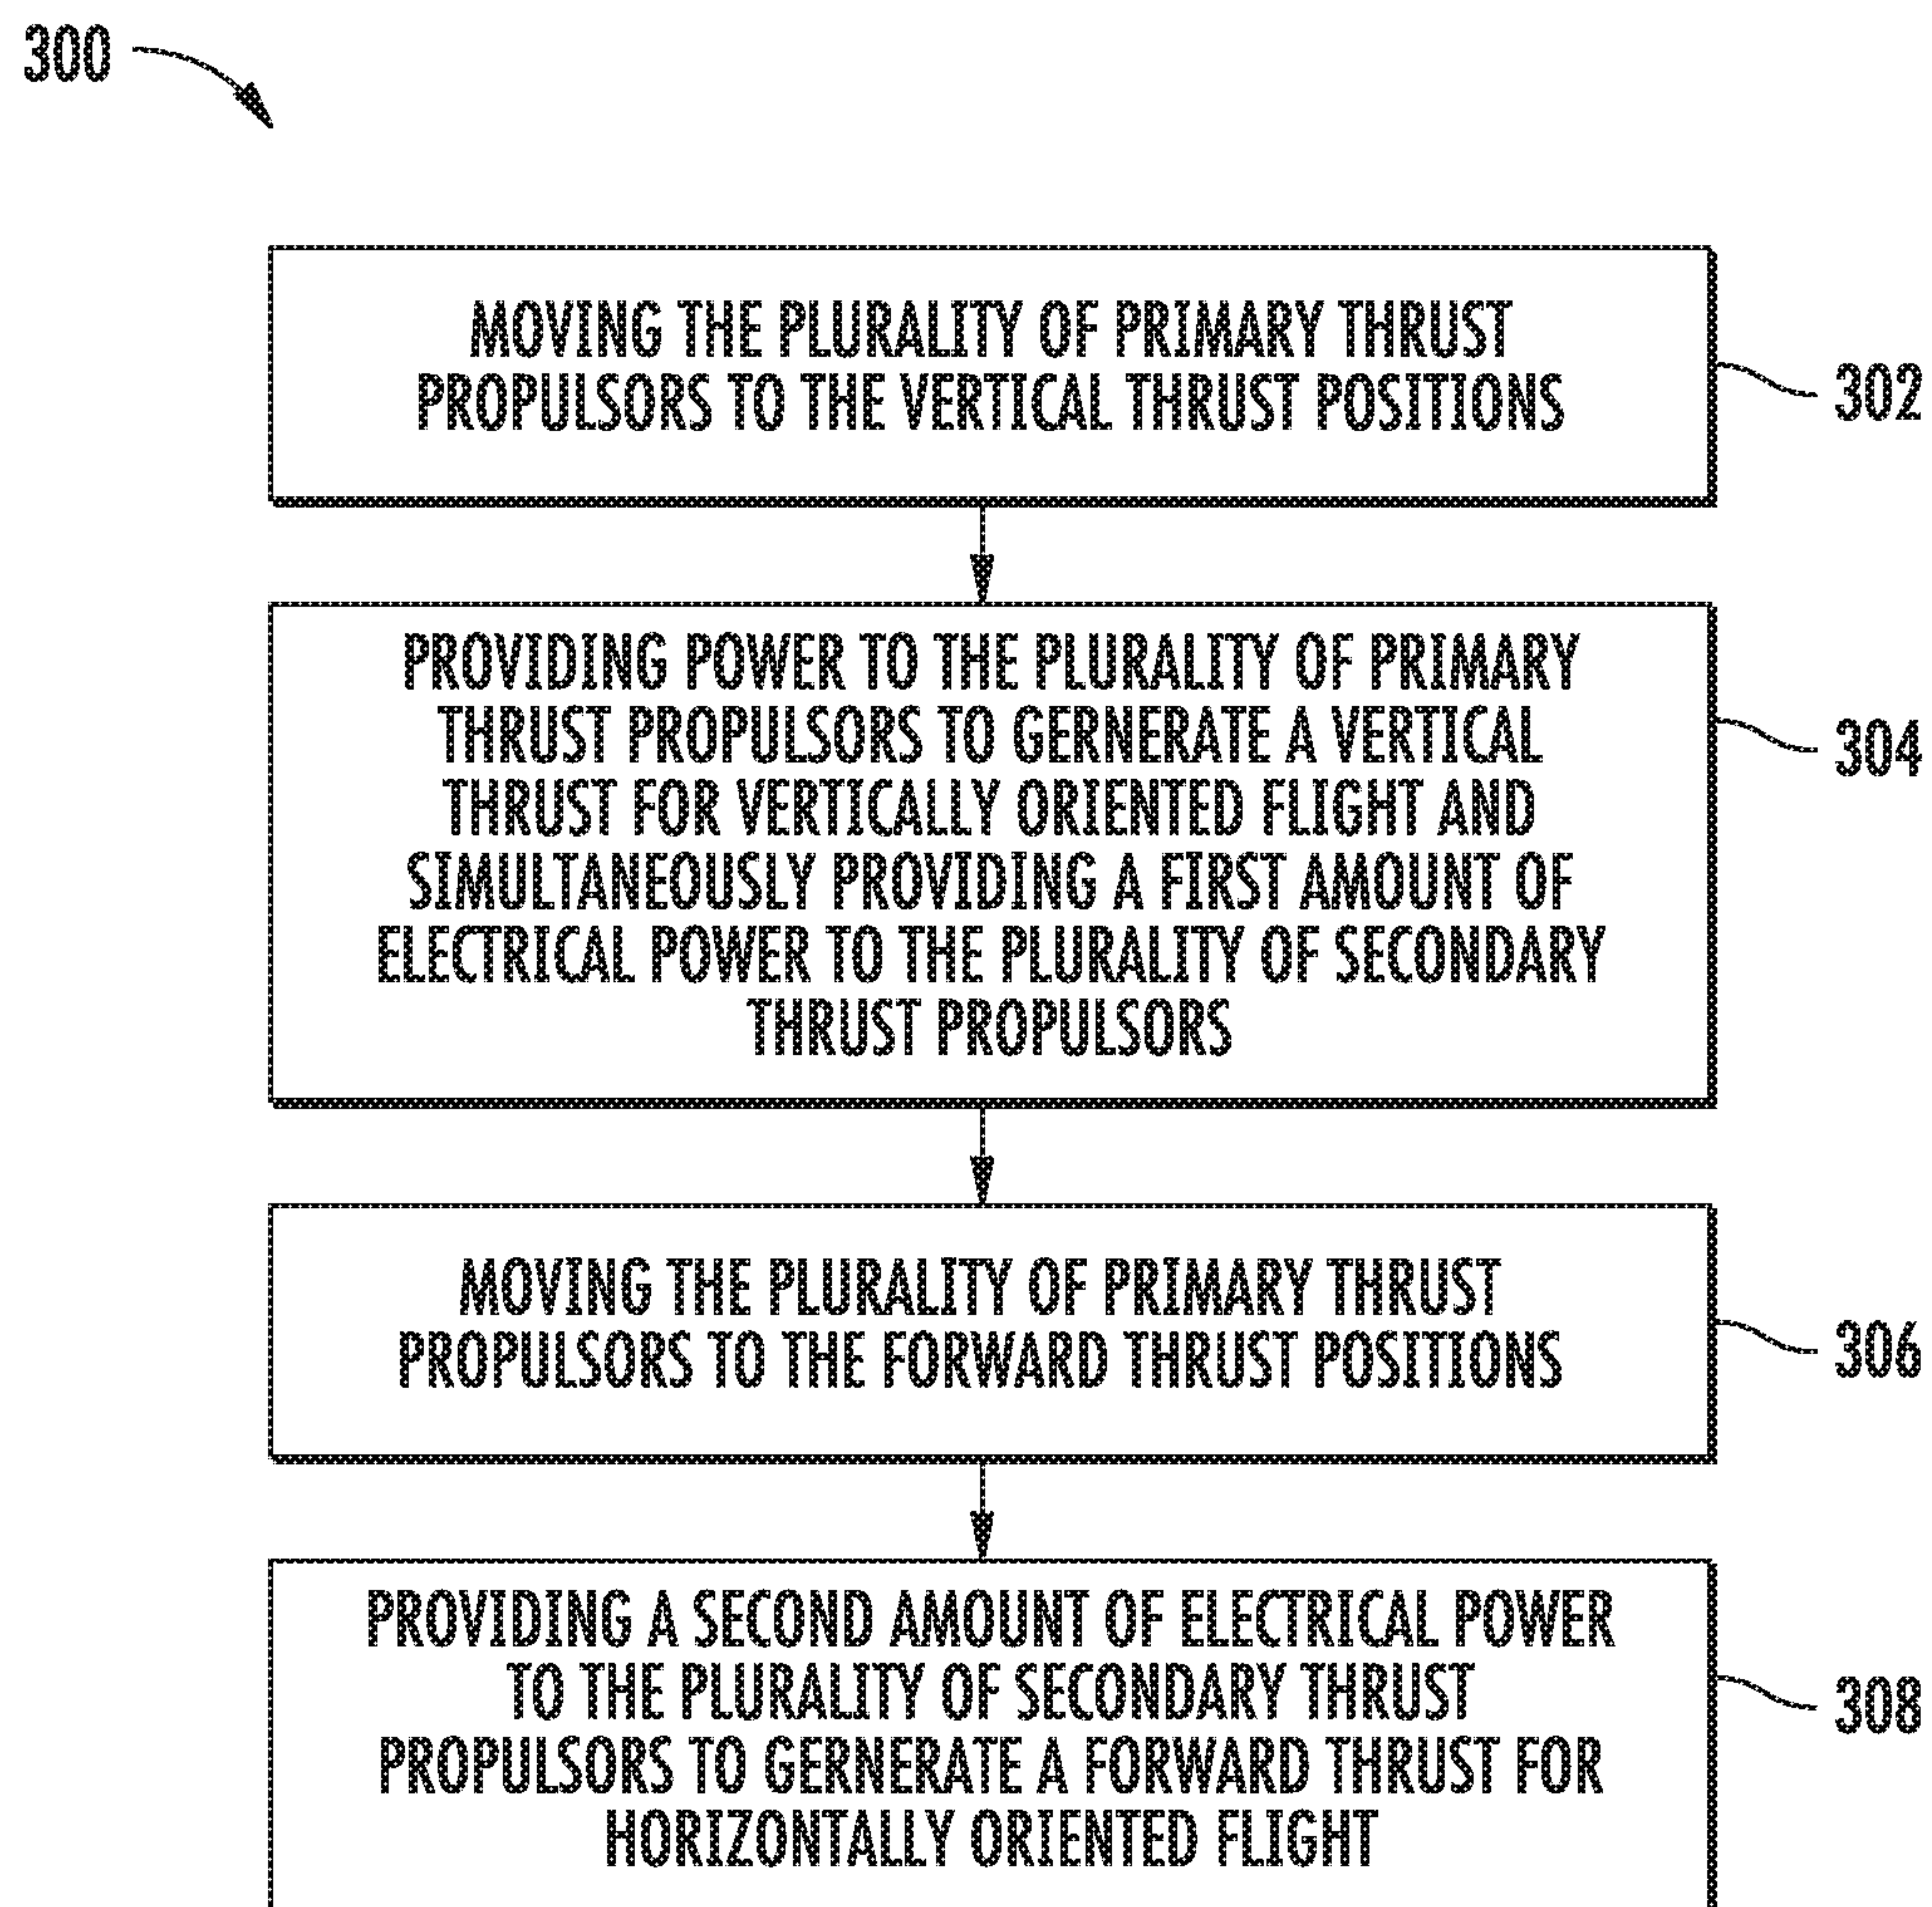 300
MOVING THE PLURALITY OF PRIMARY THRUST
PROPULSORS TO THE VERTICAL THRUST POSITIONS
302
PROVIDING POWER TO THE PLURALITY OF PRIMARY
THRUST PROPULSORS TO GERNERATE A VERTICAL
THRUST FOR VERTICALLY ORIENTED FLIGHT AND
SIMULTANEOUSLY PROVIDING A FIRST AMOUNT OF
ELECTRICAL POWER TO THE PLURALITY OF SECONDARY
THRUST PROPULSORS
304
MOVING THE PLURALITY OF PRIMARY THRUST
PROPULSORS TO THE FORWARD THRUST POSITIONS
306
PROVIDING A SECOND AMOUNT OF ELECTRICAL POWER
TO THE PLURALITY OF SECONDARY THRUST
PROPULSORS TO GERNERATE A FORWARD THRUST FOR
HORIZONTALLY ORIENTED FLIGHT
308